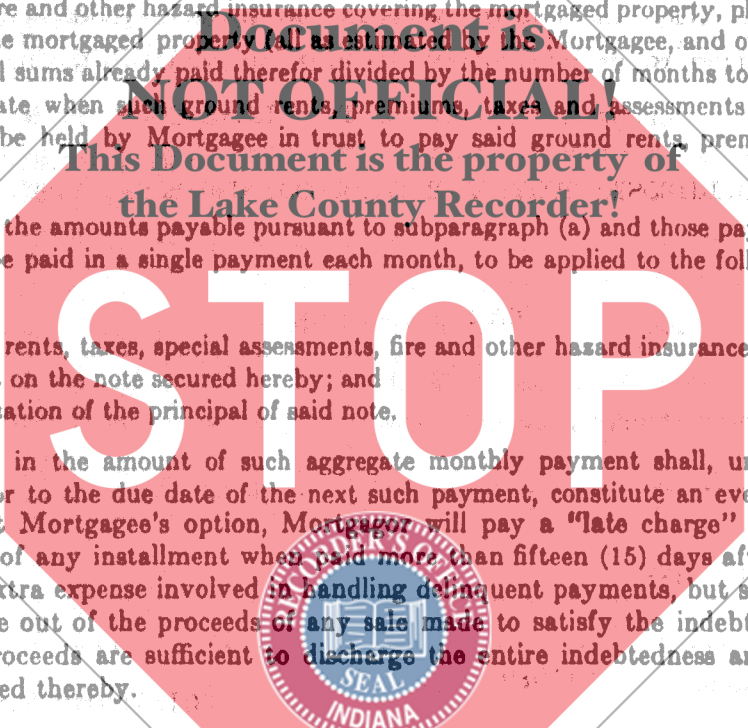 re and other hazard insurance covering the mortgaged property, pl
Document is
e mortgaged property (all as estimated by the Mortgagee, and o
l sums already paid therefor divided by the number of months to
NOT OFFICIAL!
ate when such ground rents, premiums, taxes and assessments
be held by Mortgagee in trust to pay said ground rents, prem
This Document is the property of
the Lake County Recorder!
the amounts payable pursuant to subparagraph (a) and those pa
e paid in a single payment each month, to be applied to the foll
STOP
rents, taxes, special assessments, fire and other hazard insurance
on the note secured hereby; and
ation of the principal of said note.
in the amount of such aggregate monthly payment shall, u
or to the due date of the next such payment, constitute an eve
t Mortgagee's option, Mortgagor will pay a "late charge"
of any installment when paid more than fifteen (15) days af
xtra expense involved in handling delinquent payments, but s
e out of the proceeds of any sale made to satisfy the indebt
roceeds are sufficient to discharge the entire indebtedness a
ed thereby.
SEAL
INDIANA